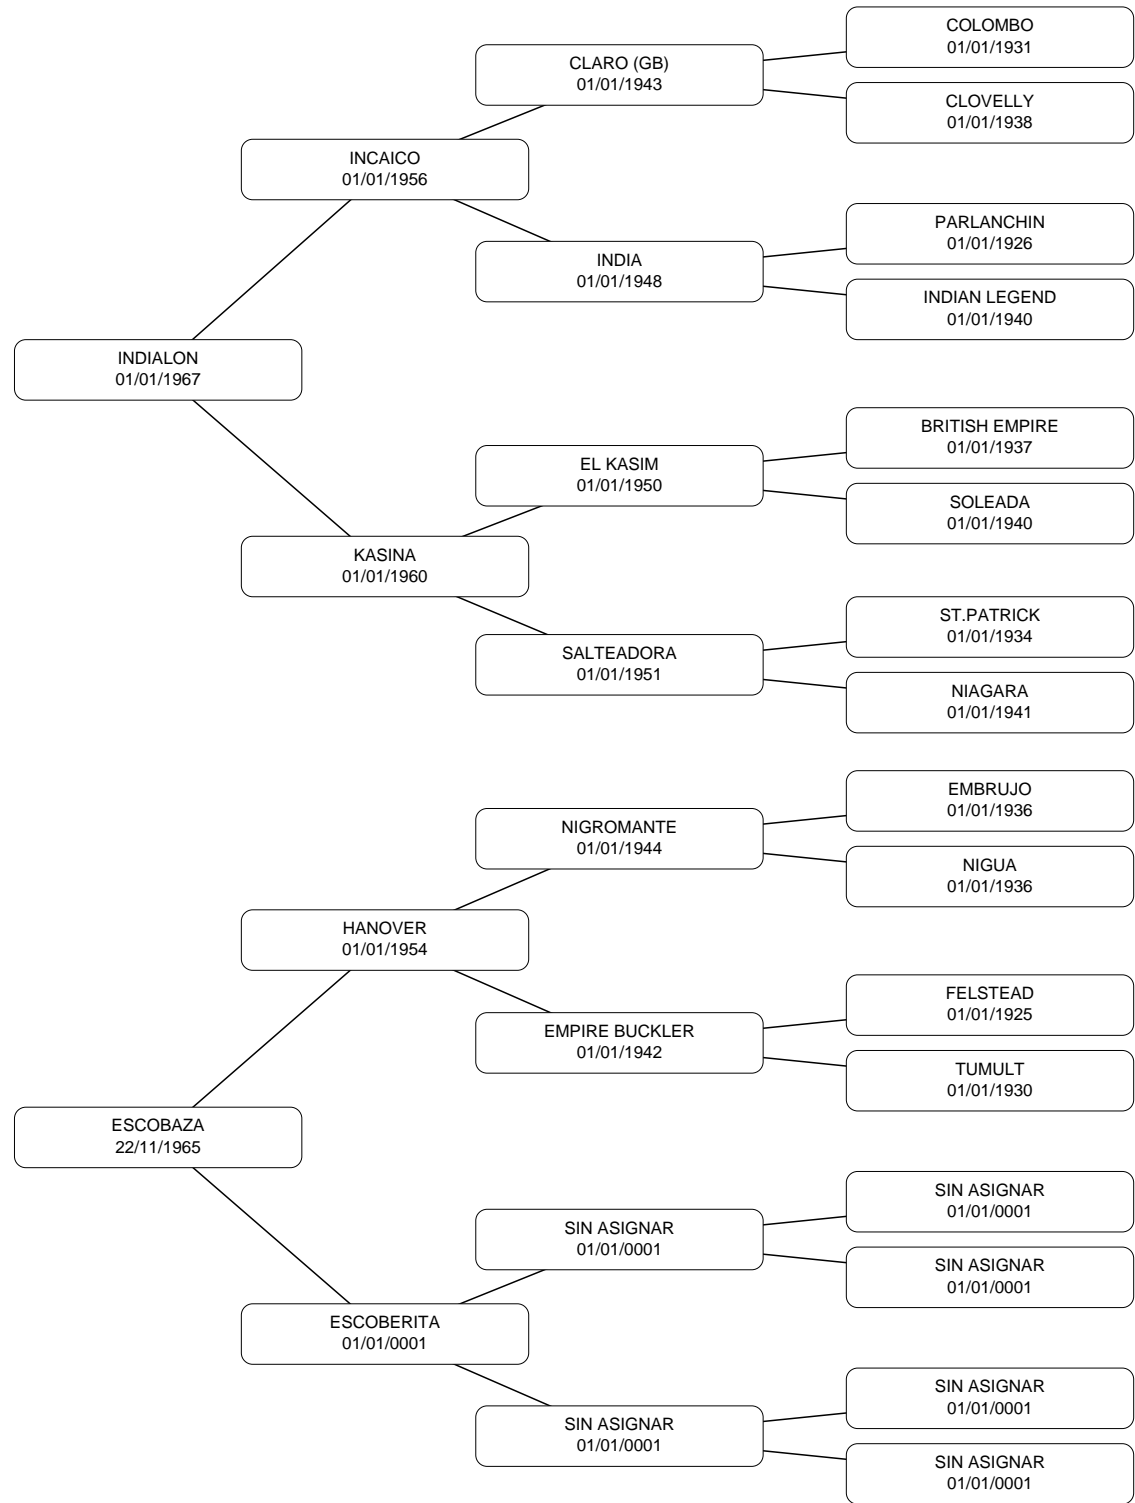 COLOMBO
01/01/1931
CLARO (GB)
01/01/1943
CLOVELLY
01/01/1938
INCAICO
01/01/1956
PARLANCHIN
01/01/1926
INDIA
01/01/1948
INDIAN LEGEND
01/01/1940
INDIALON
01/01/1967
BRITISH EMPIRE
01/01/1937
EL KASIM
01/01/1950
SOLEADA
01/01/1940
KASINA
01/01/1960
ST.PATRICK
01/01/1934
SALTEADORA
01/01/1951
NIAGARA
01/01/1941
EMBRUJO
01/01/1936
NIGROMANTE
01/01/1944
NIGUA
01/01/1936
HANOVER
01/01/1954
FELSTEAD
01/01/1925
EMPIRE BUCKLER
01/01/1942
TUMULT
01/01/1930
ESCOBAZA
22/11/1965
SIN ASIGNAR
01/01/0001
SIN ASIGNAR
01/01/0001
SIN ASIGNAR
01/01/0001
ESCOBERITA
01/01/0001
SIN ASIGNAR
01/01/0001
SIN ASIGNAR
01/01/0001
SIN ASIGNAR
01/01/0001